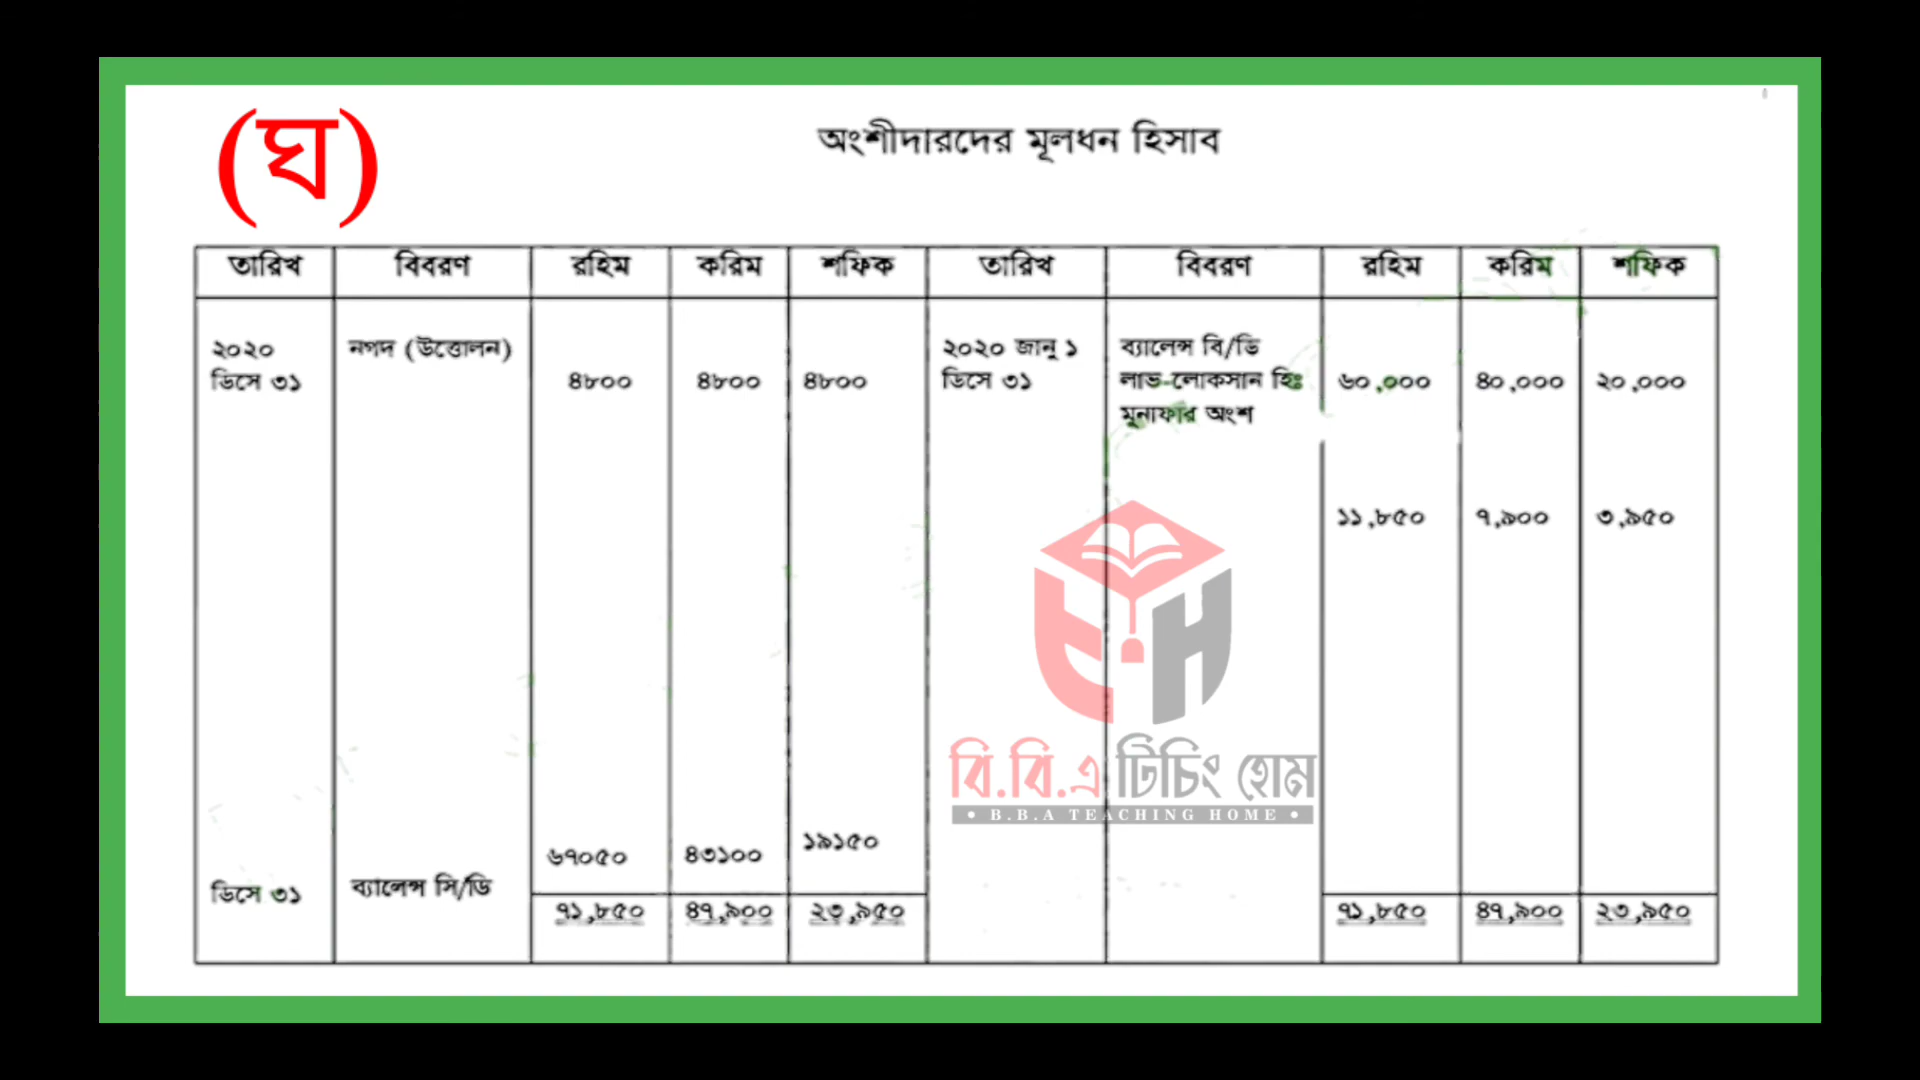 (ঘ)
অংশীদারদের মূলধন হিসাব
তারিখ বিবরণ রহিম করিম শফিক তারিখ বিবরণ রহিম করিম শফিক
২০২০ নগদ (উত্তোলন) ২০২০ জানু ১ ব্যালেন্স বি/ডি
ডিসে ৩১ ৪৮০০ ৪৮০০ ৪৮০০ ডিসে ৩১ লাভ-লোকসান হিঃ ৬০,০০০ ৪০,০০০ ২০,০০০
মুনাফার অংশ
১১,৮৫০ ৭,৯০০ ৩,৯৫০
বি.বি.এ টিচিং হোম
• B.B.A TEACHING HOME •
৬৭০৫০ ৪৩১০০ ১৯১৫০
ডিসে ৩১ ব্যালেন্স সি/ডি
৭১,৮৫০ ৪৭,৯০০ ২৩,৯৫০ ৭১,৮৫০ ৪৭,৯০০ ২৩,৯৫০